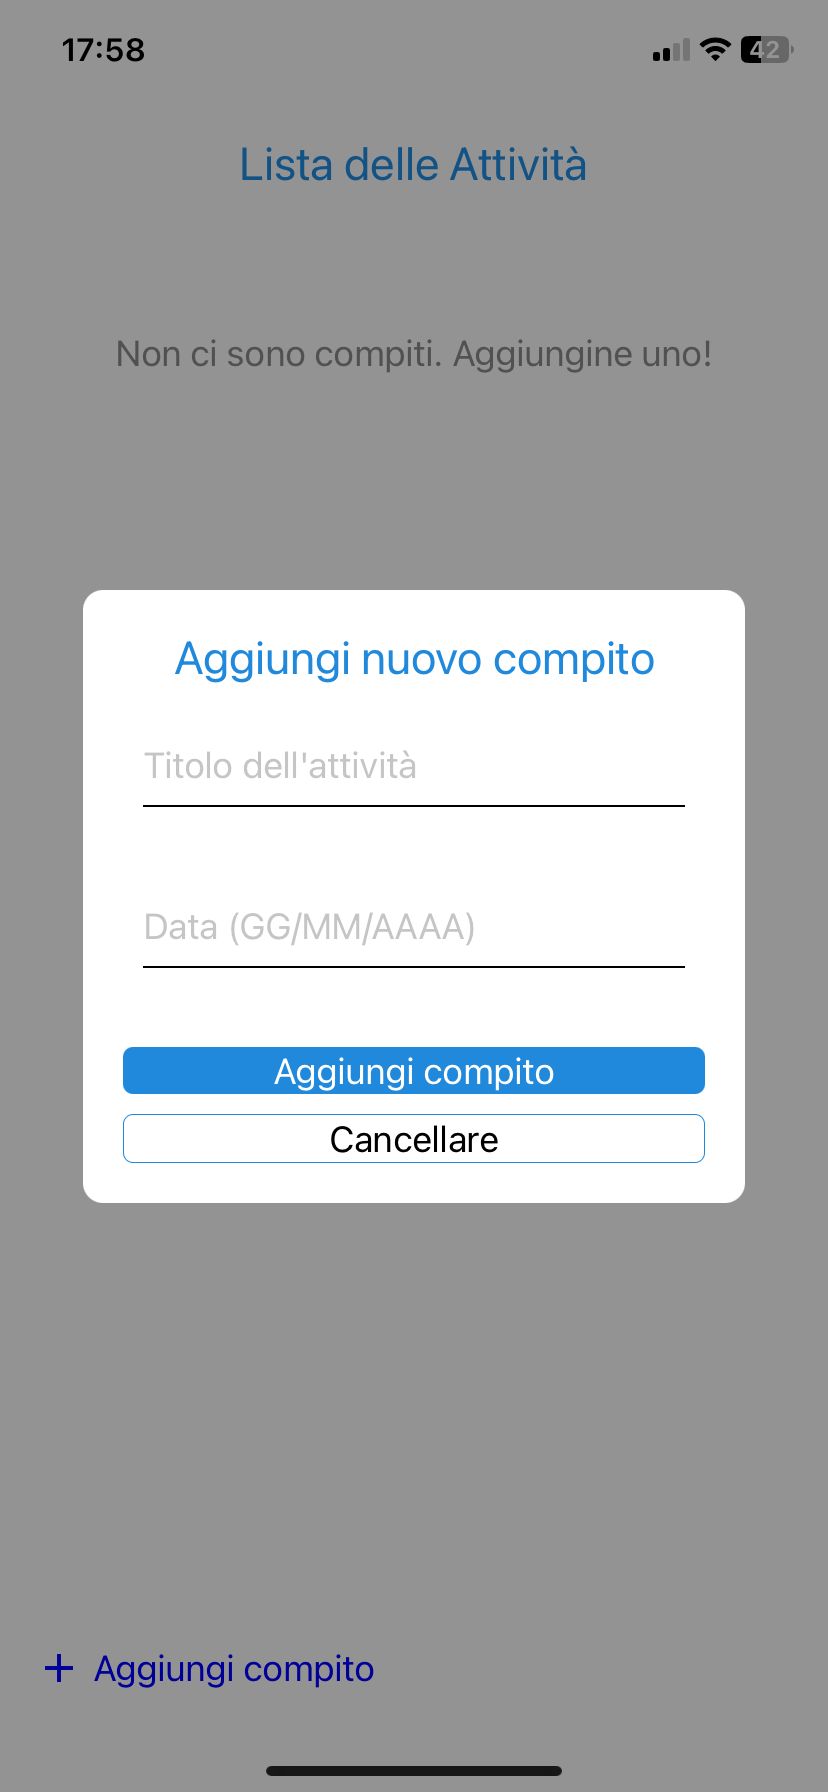 17:58
42
Lista delle Attività
Non ci sono compiti. Aggiungine uno!
Aggiungi nuovo compito
Titolo dell'attività
Data (GG/MM/AAAA)
Aggiungi compito
Cancellare
+ Aggiungi compito